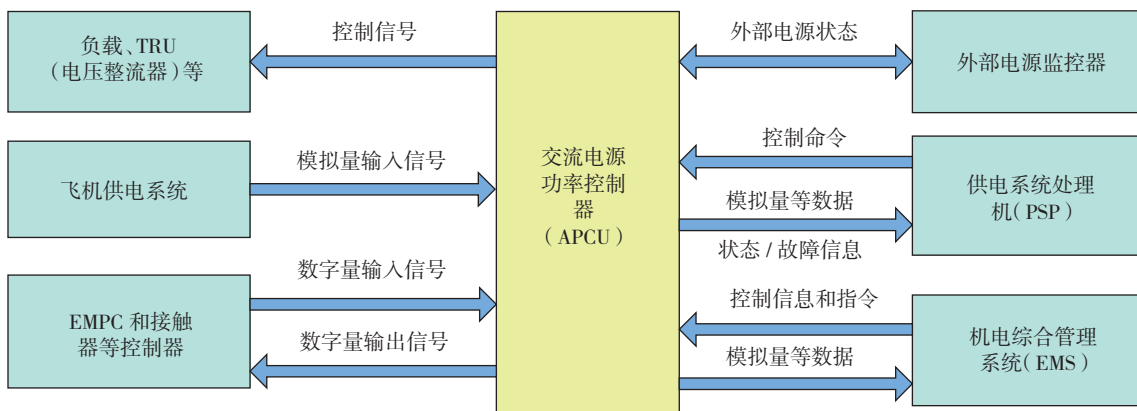 负载、TRU
（电压整流器）等
控制信号
外部电源状态
外部电源监控器
飞机供电系统
模拟量输入信号
交流电源
功率控制
器
（APCU）
控制命令
模拟量等数据
状态 / 故障信息
供电系统处理
机（PSP）
EMPC 和接触
器等控制器
数字量输入信号
数字量输出信号
控制信息和指令
模拟量等数据
机电综合管理
系统（EMS）